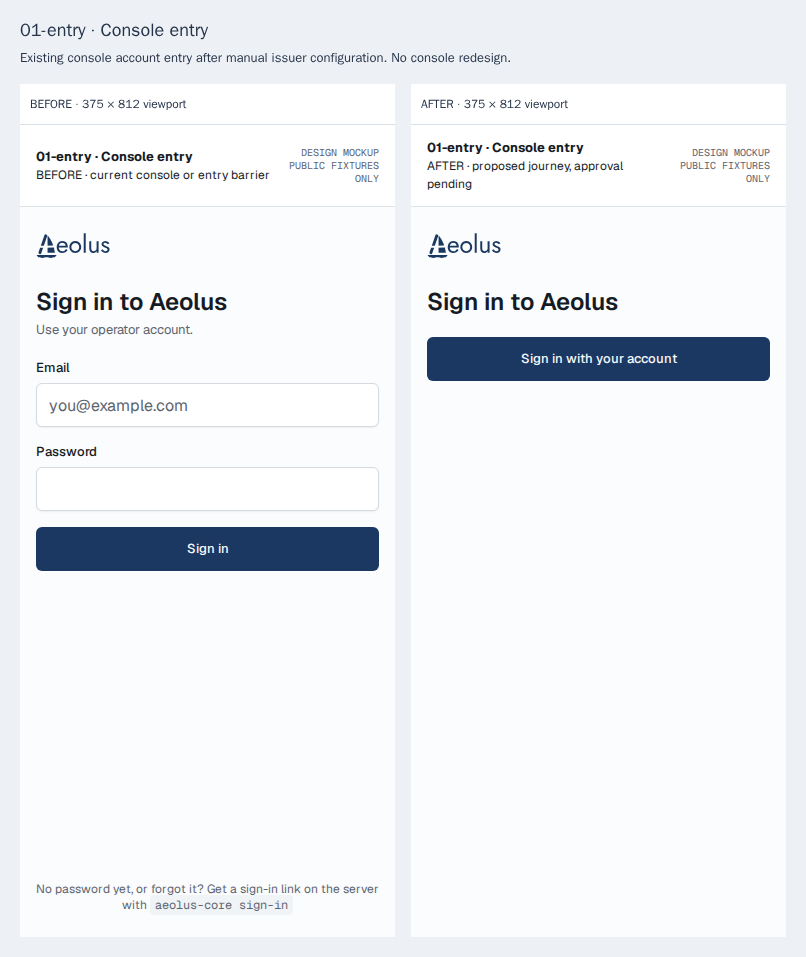 01-entry · Console entry
Existing console account entry after manual issuer configuration. No console redesign.
BEFORE · 375 × 812 viewport
01-entry · Console entry
BEFORE · current console or entry barrier
DESIGN MOCKUP
PUBLIC FIXTURES
ONLY
Aeolus
Sign in to Aeolus
Use your operator account.
Email
you@example.com
Password
Sign in
No password yet, or forgot it? Get a sign-in link on the server
with aeolus-core sign-in
AFTER · 375 × 812 viewport
01-entry · Console entry
AFTER · proposed journey, approval
pending
DESIGN MOCKUP
PUBLIC FIXTURES
ONLY
Aeolus
Sign in to Aeolus
Sign in with your account